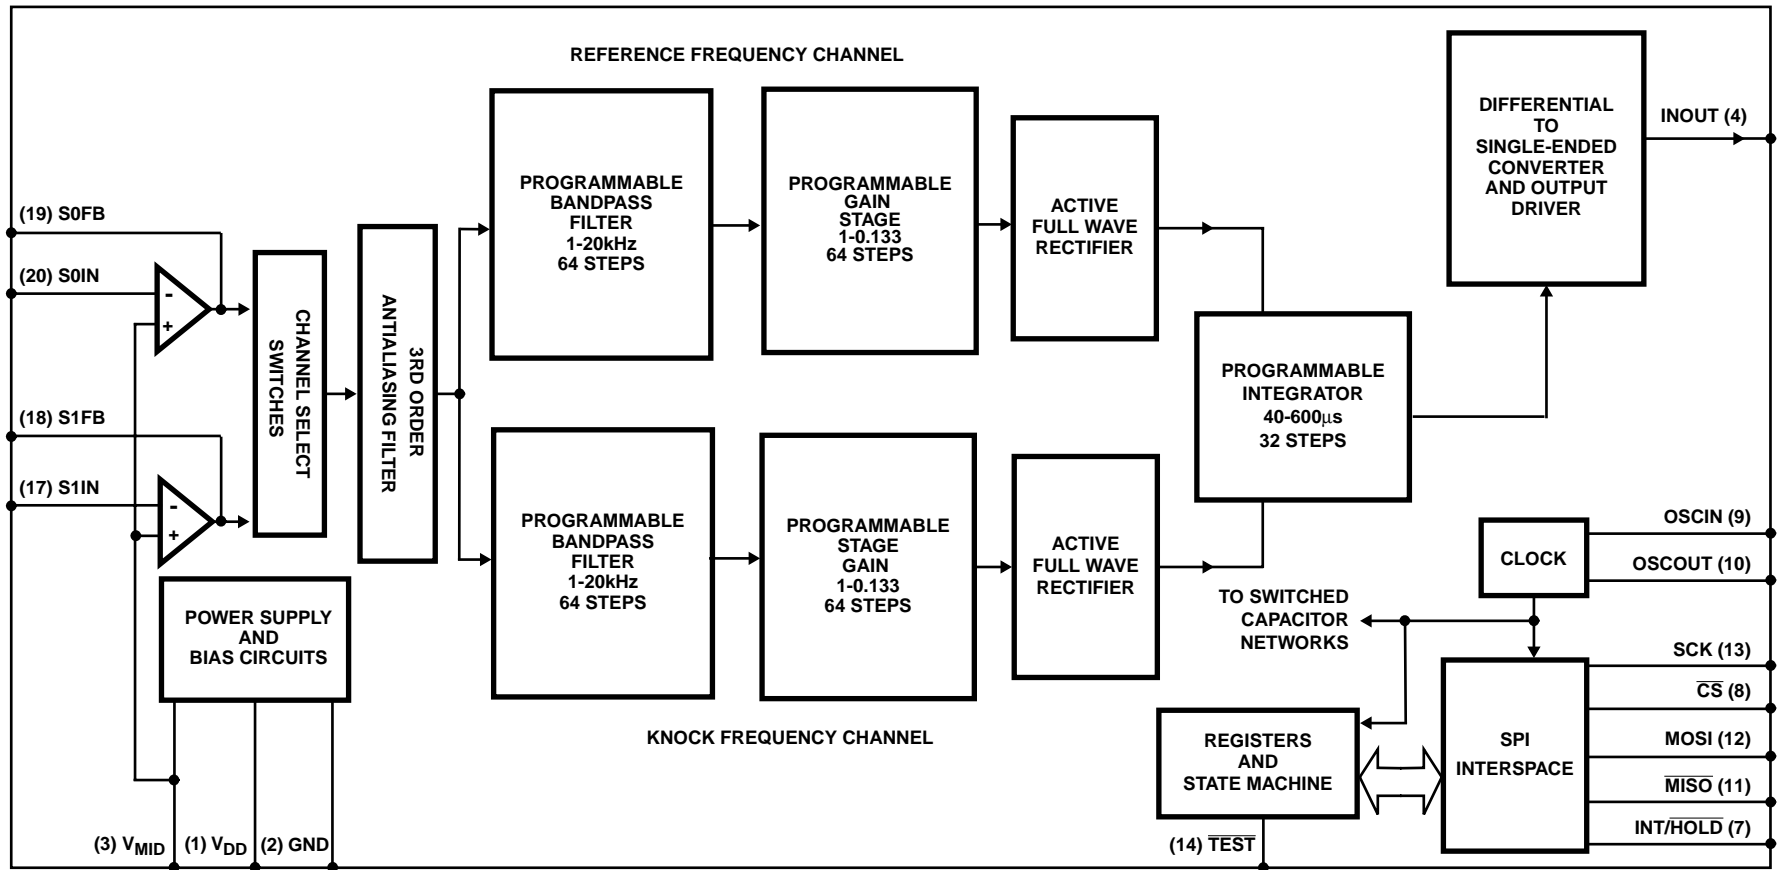 REFERENCE FREQUENCY CHANNEL
(19) S0FB
(20) S0IN
-
+
(18) S1FB
(17) S1IN
-
+
CHANNEL SELECT
SWITCHES
3RD ORDER
ANTIALIASING FILTER
PROGRAMMABLE
BANDPASS
FILTER
1-20kHz
64 STEPS
PROGRAMMABLE
GAIN
STAGE
1-0.133
64 STEPS
ACTIVE
FULL WAVE
RECTIFIER
DIFFERENTIAL
TO
SINGLE-ENDED
CONVERTER
AND OUTPUT
DRIVER
INOUT (4)
PROGRAMMABLE
INTEGRATOR
40-600μs
32 STEPS
PROGRAMMABLE
BANDPASS
FILTER
1-20kHz
64 STEPS
PROGRAMMABLE
STAGE
GAIN
1-0.133
64 STEPS
ACTIVE
FULL WAVE
RECTIFIER
KNOCK FREQUENCY CHANNEL
POWER SUPPLY
AND
BIAS CIRCUITS
(3) VMID
(1) VDD
(2) GND
CLOCK
OSCIN (9)
OSCOUT (10)
TO SWITCHED
CAPACITOR
NETWORKS
REGISTERS
AND
STATE MACHINE
(14) T̅E̅S̅T̅
SPI
INTERSPACE
SCK (13)
C̅S̅ (8)
MOSI (12)
M̅I̅S̅O̅ (11)
INT/H̅O̅L̅D̅ (7)